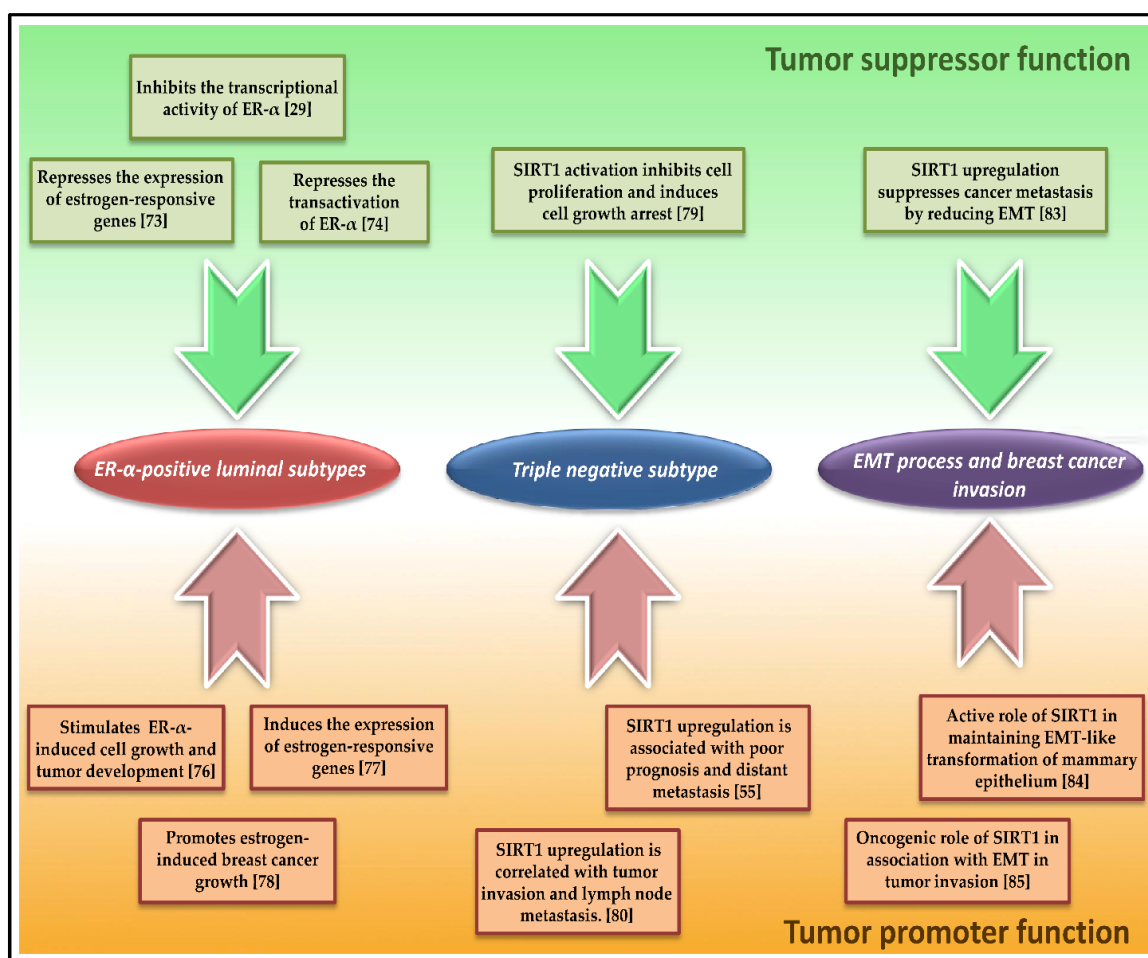 Tumor suppressor function
Inhibits the transcriptional
activity of ER-α [29]
Represses the expression
of estrogen-responsive
genes [73]
Represses the
transactivation
of ER-α [74]
SIRT1 activation inhibits cell
proliferation and induces
cell growth arrest [79]
SIRT1 upregulation
suppresses cancer metastasis
by reducing EMT [83]
ER-α-positive luminal subtypes
Triple negative subtype
EMT process and breast cancer
invasion
Stimulates ER-α-
induced cell growth and
tumor development [76]
Induces the expression
of estrogen-responsive
genes [77]
Promotes estrogen-
induced breast cancer
growth [78]
SIRT1 upregulation is
associated with poor
prognosis and distant
metastasis [55]
SIRT1 upregulation is
correlated with tumor
invasion and lymph node
metastasis. [80]
Active role of SIRT1 in
maintaining EMT-like
transformation of mammary
epithelium [84]
Oncogenic role of SIRT1 in
association with EMT in
tumor invasion [85]
Tumor promoter function